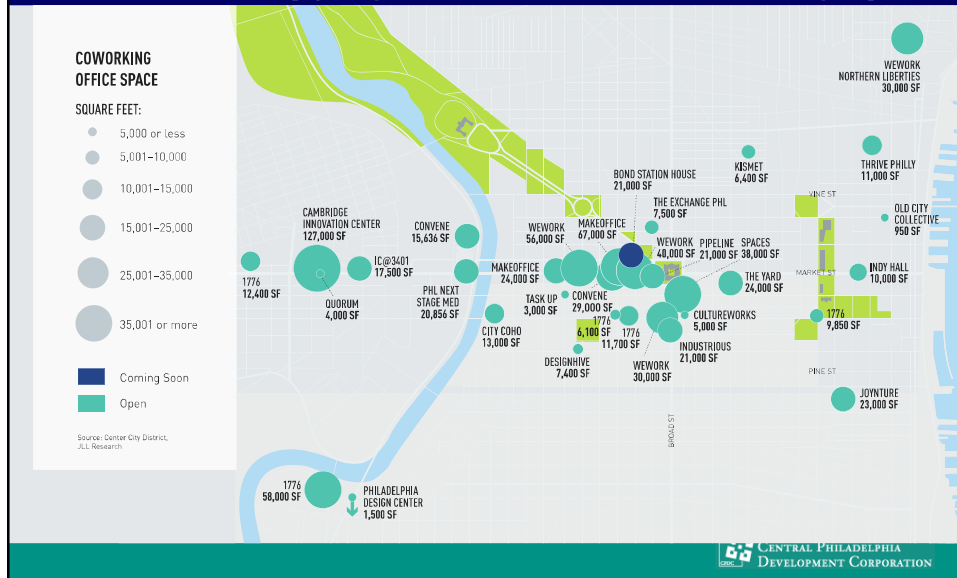 COWORKING
OFFICE SPACE
SQUARE FEET:
5,000 or less
5,001–10,000
10,001–15,000
15,001–25,000
25,001–35,000
35,001 or more
Coming Soon
Open
Source: Center City District,
JLL Research
WEWORK
NORTHERN LIBERTIES
30,000 SF
KISMET
6,400 SF
THRIVE PHILLY
11,000 SF
BOND STATION HOUSE
21,000 SF
THE EXCHANGE PHL
7,500 SF
VINE ST
OLD CITY
COLLECTIVE
950 SF
CAMBRIDGE
INNOVATION CENTER
127,000 SF
CONVENE
15,636 SF
WEWORK
56,000 SF
MAKEOFFICE
67,000 SF
WEWORK
40,000 SF
PIPELINE
21,000 SF
SPACES
38,000 SF
1776
12,400 SF
IC@3401
17,500 SF
QUORUM
4,000 SF
PHL NEXT
STAGE MED
20,856 SF
MAKEOFFICE
24,000 SF
TASK UP
3,000 SF
CONVENE
29,000 SF
THE YARD
24,000 SF
MARKET ST
INDY HALL
10,000 SF
CITY COHO
13,000 SF
1776
6,100 SF
1776
11,700 SF
CULTUREWORKS
5,000 SF
1776
9,850 SF
DESIGNHIVE
7,400 SF
WEWORK
30,000 SF
INDUSTRIOUS
21,000 SF
PINE ST
JOYNTURE
23,000 SF
BROAD ST
1776
58,000 SF
PHILADELPHIA
DESIGN CENTER
1,500 SF
CPDC
CENTRAL PHILADELPHIA
DEVELOPMENT CORPORATION